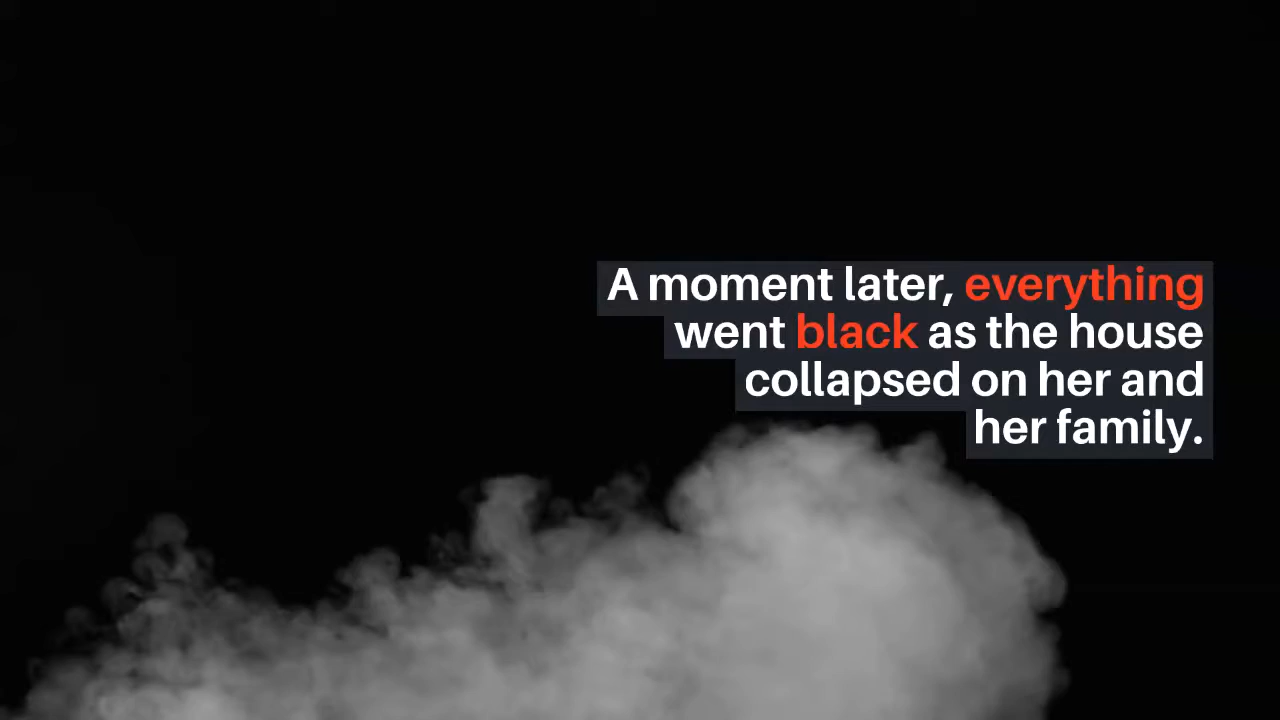 A moment later, everything
went black as the house
collapsed on her and
her family.